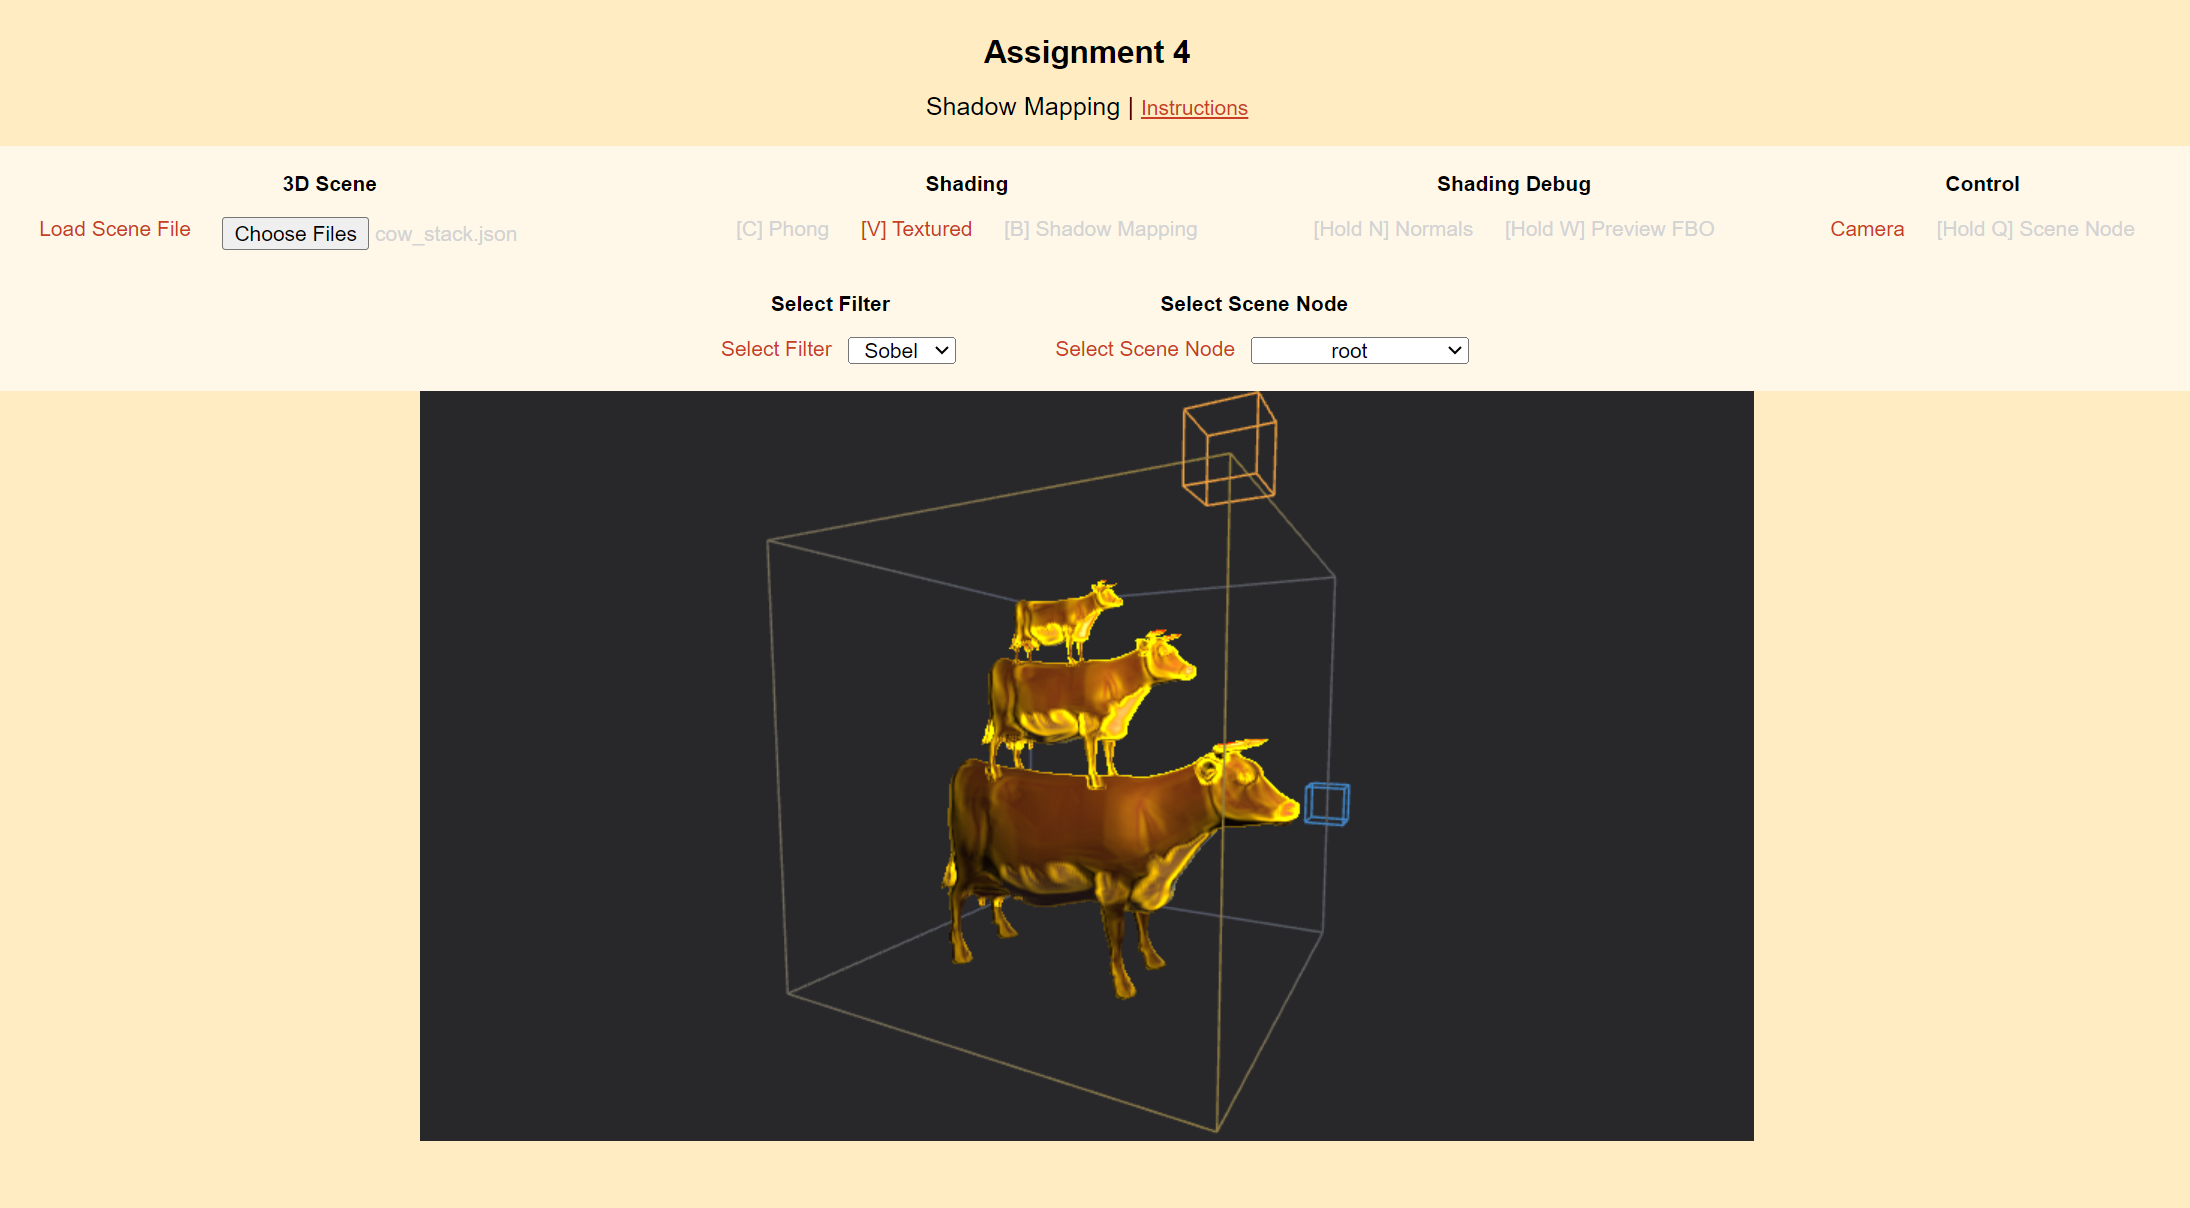 Assignment 4
Shadow Mapping | Instructions
3D Scene Shading Shading Debug Control
Load Scene File Choose Files cow_stack.json [C] Phong [V] Textured [B] Shadow Mapping [Hold N] Normals [Hold W] Preview FBO Camera [Hold Q] Scene Node
Select Filter Select Scene Node
Select Filter Sobel Select Scene Node root